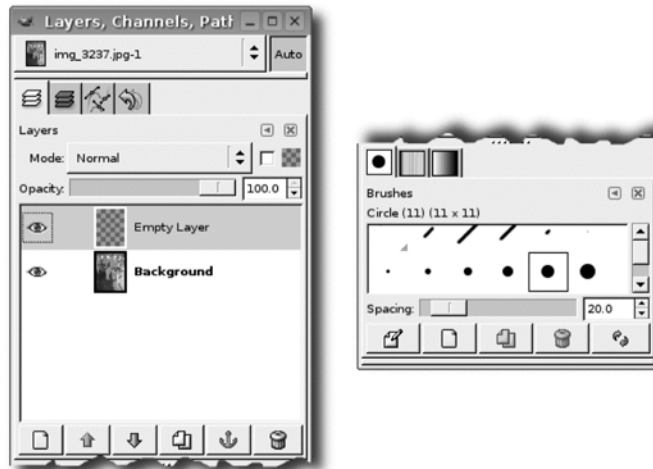 Layers, Channels, Path
img_3237.jpg-1
Auto
Layers
Mode: Normal
Opacity: 100.0
Empty Layer
Background
Brushes
Circle (11) (11 x 11)
Spacing: 20.0